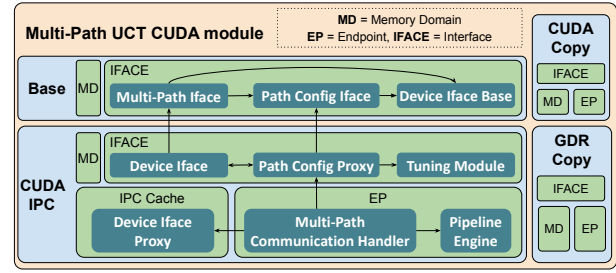 Multi-Path UCT CUDA module
MD = Memory Domain
EP = Endpoint, IFACE = Interface
Base
MD
IFACE
Multi-Path Iface
Path Config Iface
Device Iface Base
CUDA
IPC
MD
IFACE
Device Iface
Path Config Proxy
Tuning Module
IPC Cache
Device Iface
Proxy
EP
Multi-Path
Communication Handler
Pipeline
Engine
CUDA
Copy
IFACE
MD
EP
GDR
Copy
IFACE
MD
EP